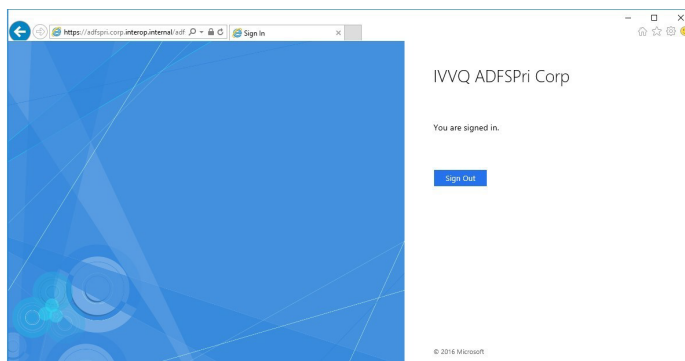 https://adfspri.corp.interop.internal/adf
Sign In
IVVQ ADFSPri Corp
You are signed in.
Sign Out
© 2016 Microsoft